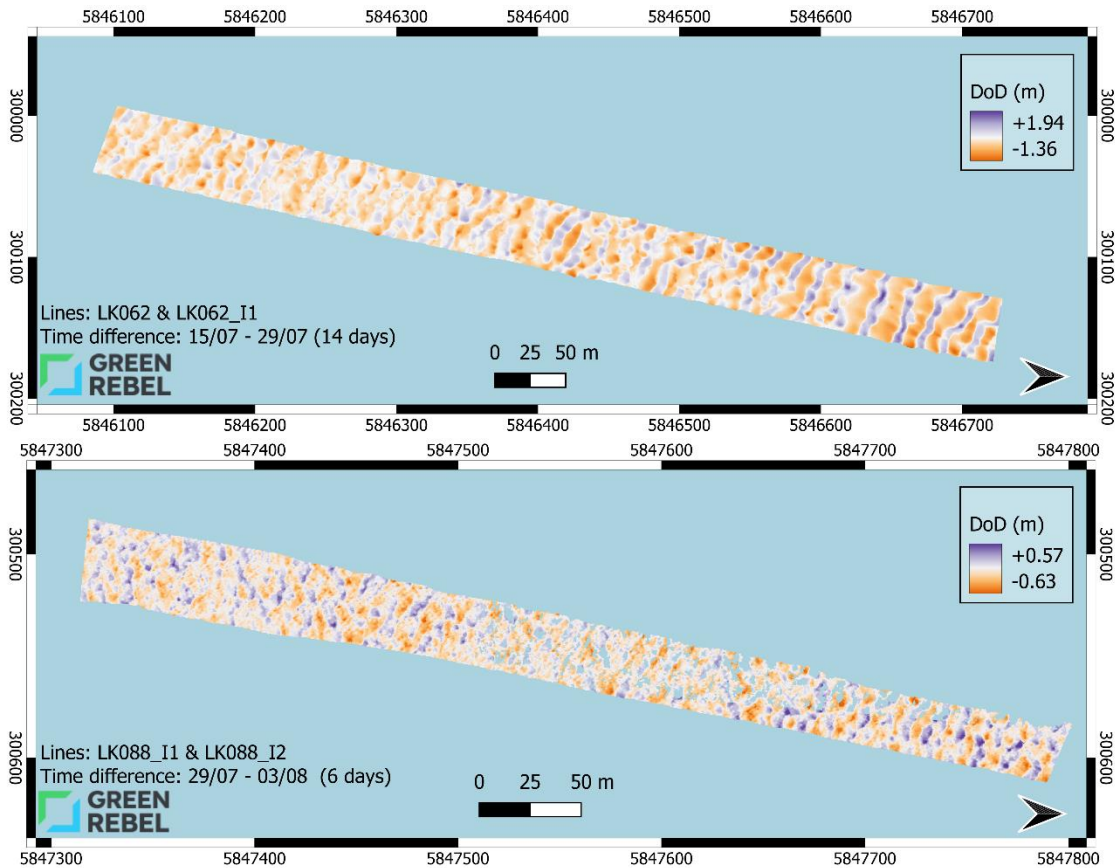 5846100 5846200 5846300 5846400 5846500 5846600 5846700
300000 300000
300100 300100
300200 300200
DoD (m)
+1.94
-1.36
Lines: LK062 & LK062_I1
Time difference: 15/07 - 29/07 (14 days)
GREEN
REBEL
0 25 50 m
5846100 5846200 5846300 5846400 5846500 5846600 5846700
5847300 5847400 5847500 5847600 5847700 5847800
300500 300500
300600 300600
DoD (m)
+0.57
-0.63
Lines: LK088_I1 & LK088_I2
Time difference: 29/07 - 03/08 (6 days)
GREEN
REBEL
0 25 50 m
5847300 5847400 5847500 5847600 5847700 5847800